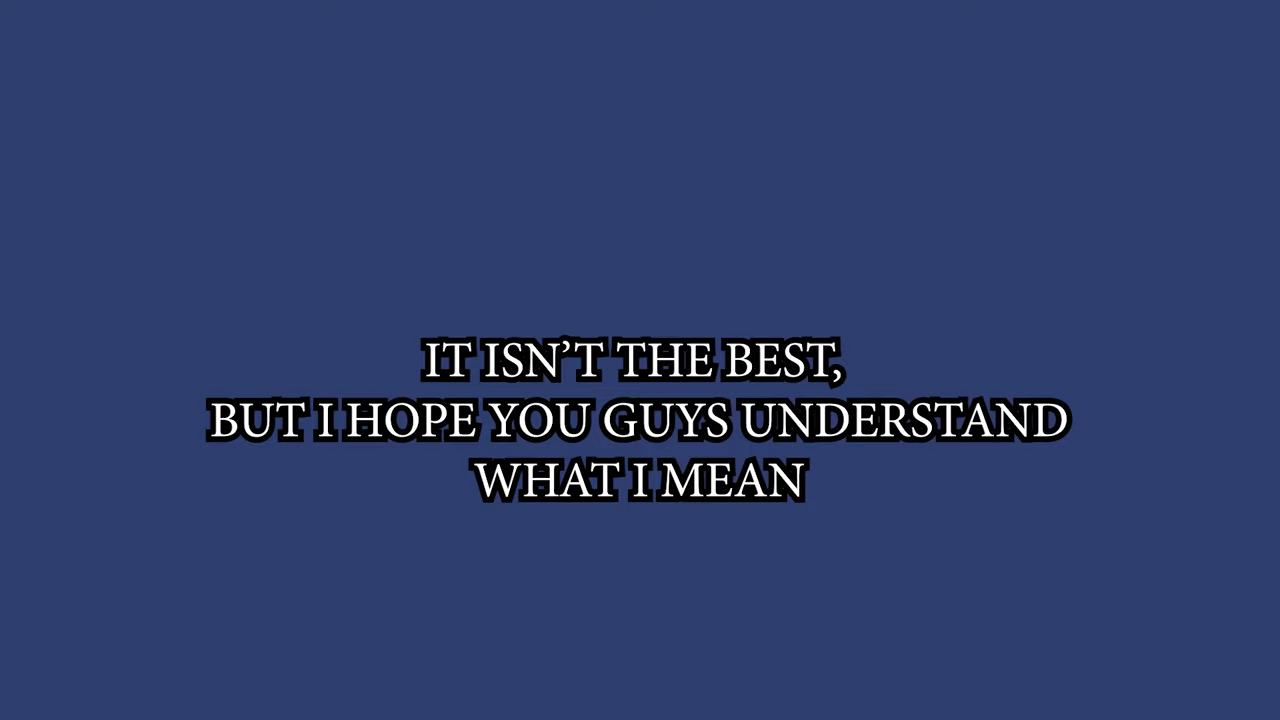 IT ISN’T THE BEST,
BUT I HOPE YOU GUYS UNDERSTAND
WHAT I MEAN